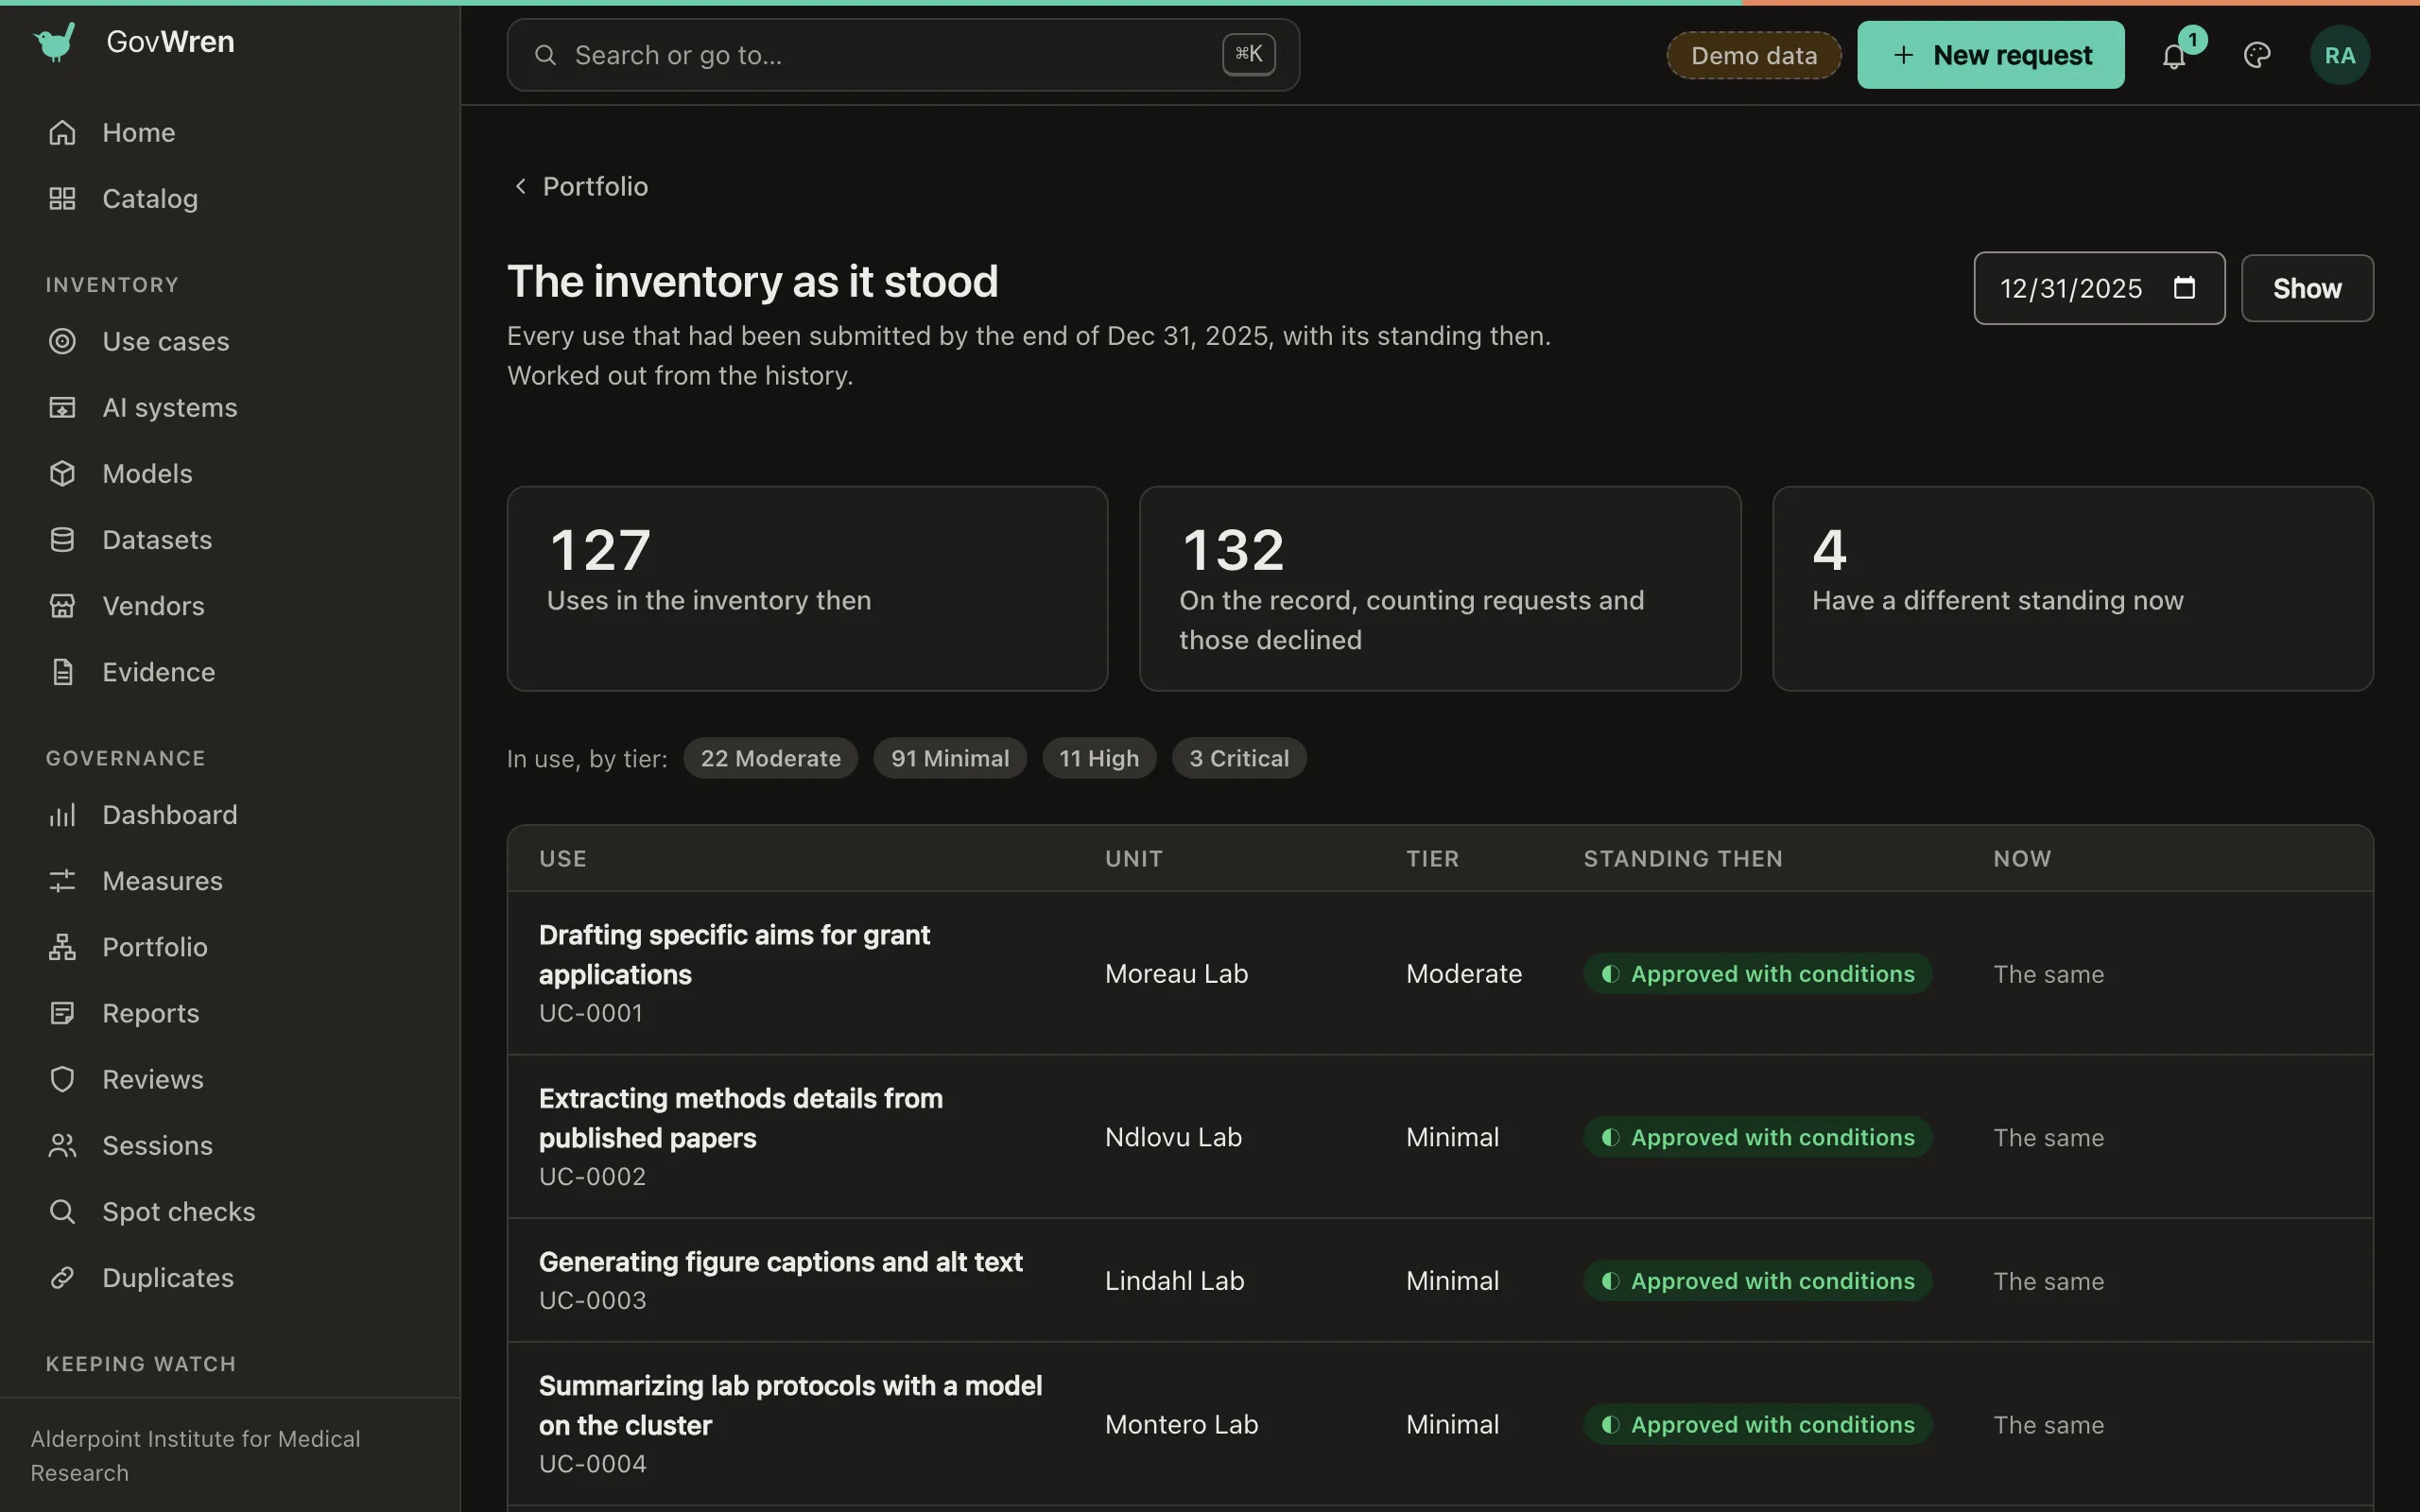 GovWren
Search or go to...
⌘K
Demo data
+ New request
1
RA
Home
Catalog
INVENTORY
Use cases
AI systems
Models
Datasets
Vendors
Evidence
GOVERNANCE
Dashboard
Measures
Portfolio
Reports
Reviews
Sessions
Spot checks
Duplicates
KEEPING WATCH
Alderpoint Institute for Medical
Research
Portfolio
The inventory as it stood
12/31/2025
Show
Every use that had been submitted by the end of Dec 31, 2025, with its standing then.
Worked out from the history.
127
Uses in the inventory then
132
On the record, counting requests and
those declined
4
Have a different standing now
In use, by tier: 22 Moderate 91 Minimal 11 High 3 Critical
USE UNIT TIER STANDING THEN NOW
Drafting specific aims for grant
applications
UC-0001
Moreau Lab Moderate Approved with conditions The same
Extracting methods details from
published papers
UC-0002
Ndlovu Lab Minimal Approved with conditions The same
Generating figure captions and alt text
UC-0003
Lindahl Lab Minimal Approved with conditions The same
Summarizing lab protocols with a model
on the cluster
UC-0004
Montero Lab Minimal Approved with conditions The same